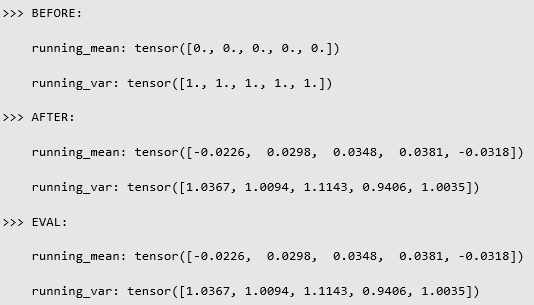 >>> BEFORE:
running_mean: tensor([0., 0., 0., 0., 0.])
running_var: tensor([1., 1., 1., 1., 1.])
>>> AFTER:
running_mean: tensor([-0.0226,  0.0298,  0.0348,  0.0381, -0.0318])
running_var: tensor([1.0367, 1.0094, 1.1143, 0.9406, 1.0035])
>>> EVAL:
running_mean: tensor([-0.0226,  0.0298,  0.0348,  0.0381, -0.0318])
running_var: tensor([1.0367, 1.0094, 1.1143, 0.9406, 1.0035])